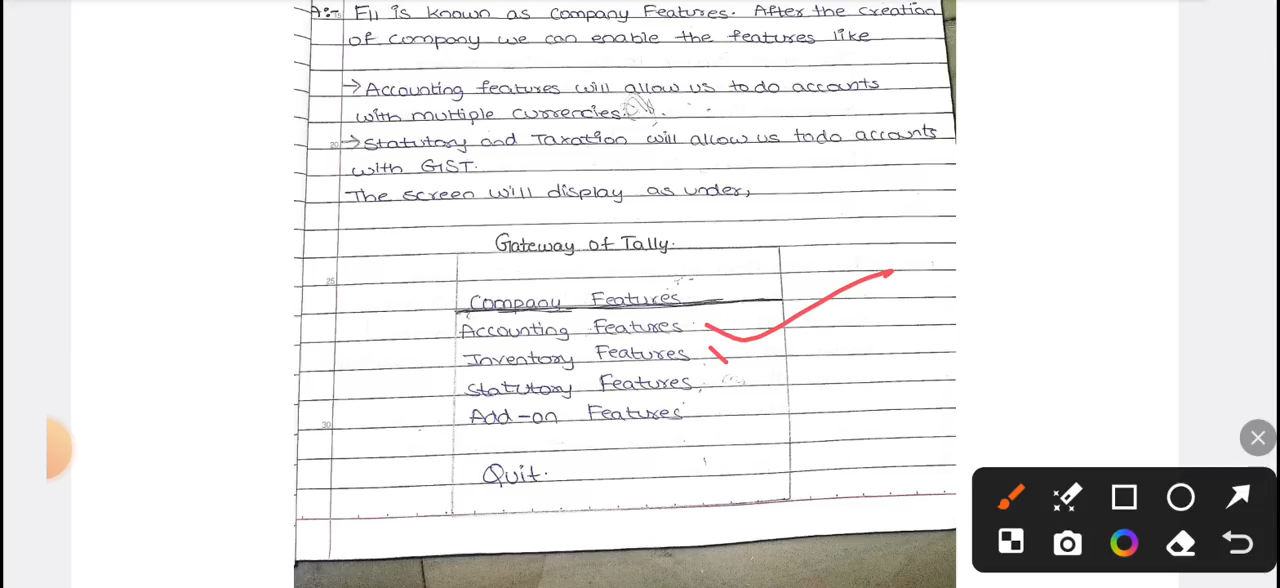 A:- F11 is known as Company Features. After the creation
of company we can enable the features like
→ Accounting features will allow us to do accounts
with multiple currencies.
20 → Statutory and Taxation will allow us to do accounts
with GST.
The screen will display as under,
Gateway of Tally.
25
Company Features
Accounting Features
Inventory Features
Statutory Features
Add-on Features
30
Quit.